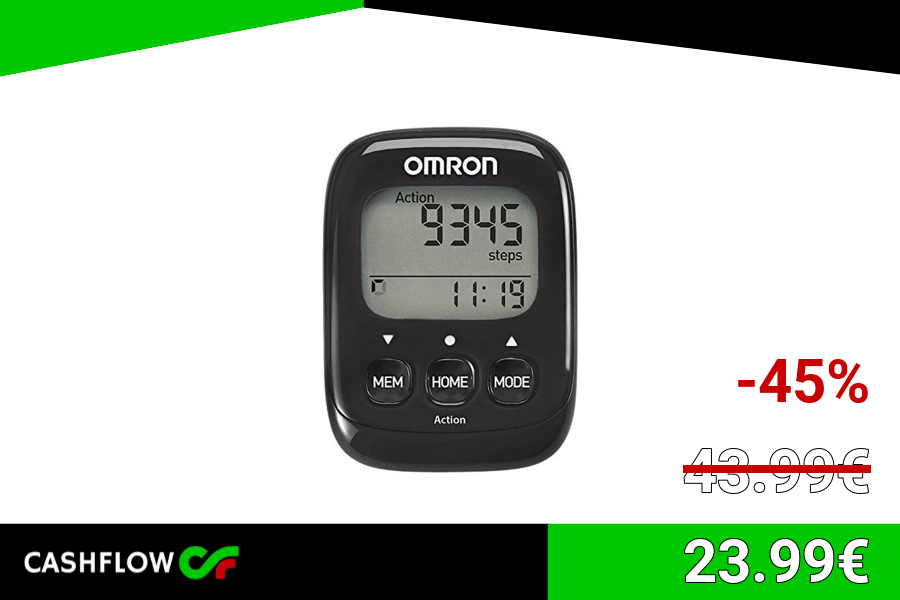 OMRON
Action
9345
steps
11:19
MEM HOME MODE
Action
-45%
43.99€
CASHFLOW
23.99€